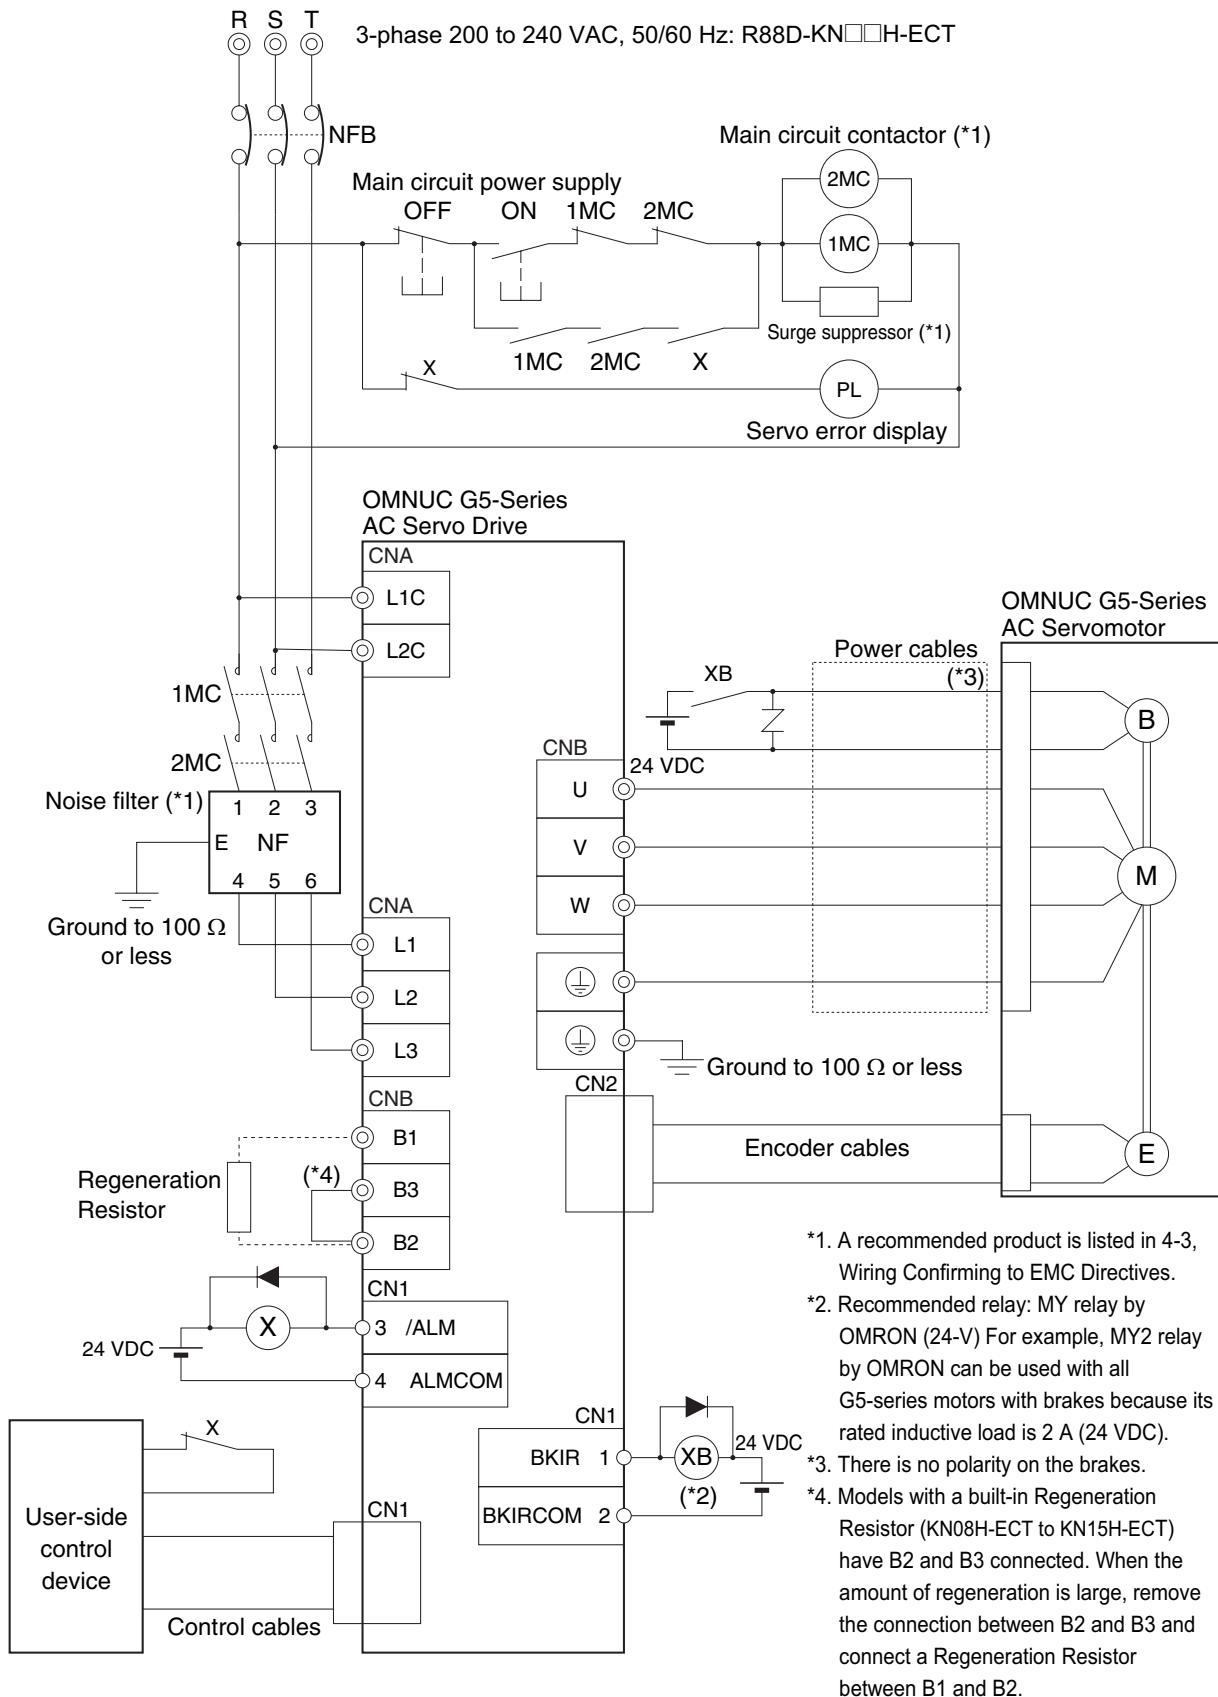 R S T
3-phase 200 to 240 VAC, 50/60 Hz: R88D-KN□□H-ECT
NFB
Main circuit contactor (*1)
Main circuit power supply
OFF ON 1MC 2MC
2MC
1MC
Surge suppressor (*1)
1MC 2MC X
X
PL
Servo error display
OMNUC G5-Series
AC Servo Drive
CNA
L1C
L2C
OMNUC G5-Series
AC Servomotor
Power cables
(*3)
XB
B
24 VDC
1MC
2MC
Noise filter (*1)
1 2 3
E NF
4 5 6
Ground to 100 Ω
or less
CNB
U
V
W
M
CNA
L1
L2
L3
Ground to 100 Ω or less
CN2
Encoder cables
E
CNB
B1
B3
B2
(*4)
Regeneration
Resistor
CN1
3 /ALM
4 ALMCOM
X
24 VDC
X
User-side
control
device
CN1
Control cables
CN1
BKIR 1
BKIRCOM 2
XB
(*2)
24 VDC
*1. A recommended product is listed in 4-3,
Wiring Confirming to EMC Directives.
*2. Recommended relay: MY relay by
OMRON (24-V) For example, MY2 relay
by OMRON can be used with all
G5-series motors with brakes because its
rated inductive load is 2 A (24 VDC).
*3. There is no polarity on the brakes.
*4. Models with a built-in Regeneration
Resistor (KN08H-ECT to KN15H-ECT)
have B2 and B3 connected. When the
amount of regeneration is large, remove
the connection between B2 and B3 and
connect a Regeneration Resistor
between B1 and B2.